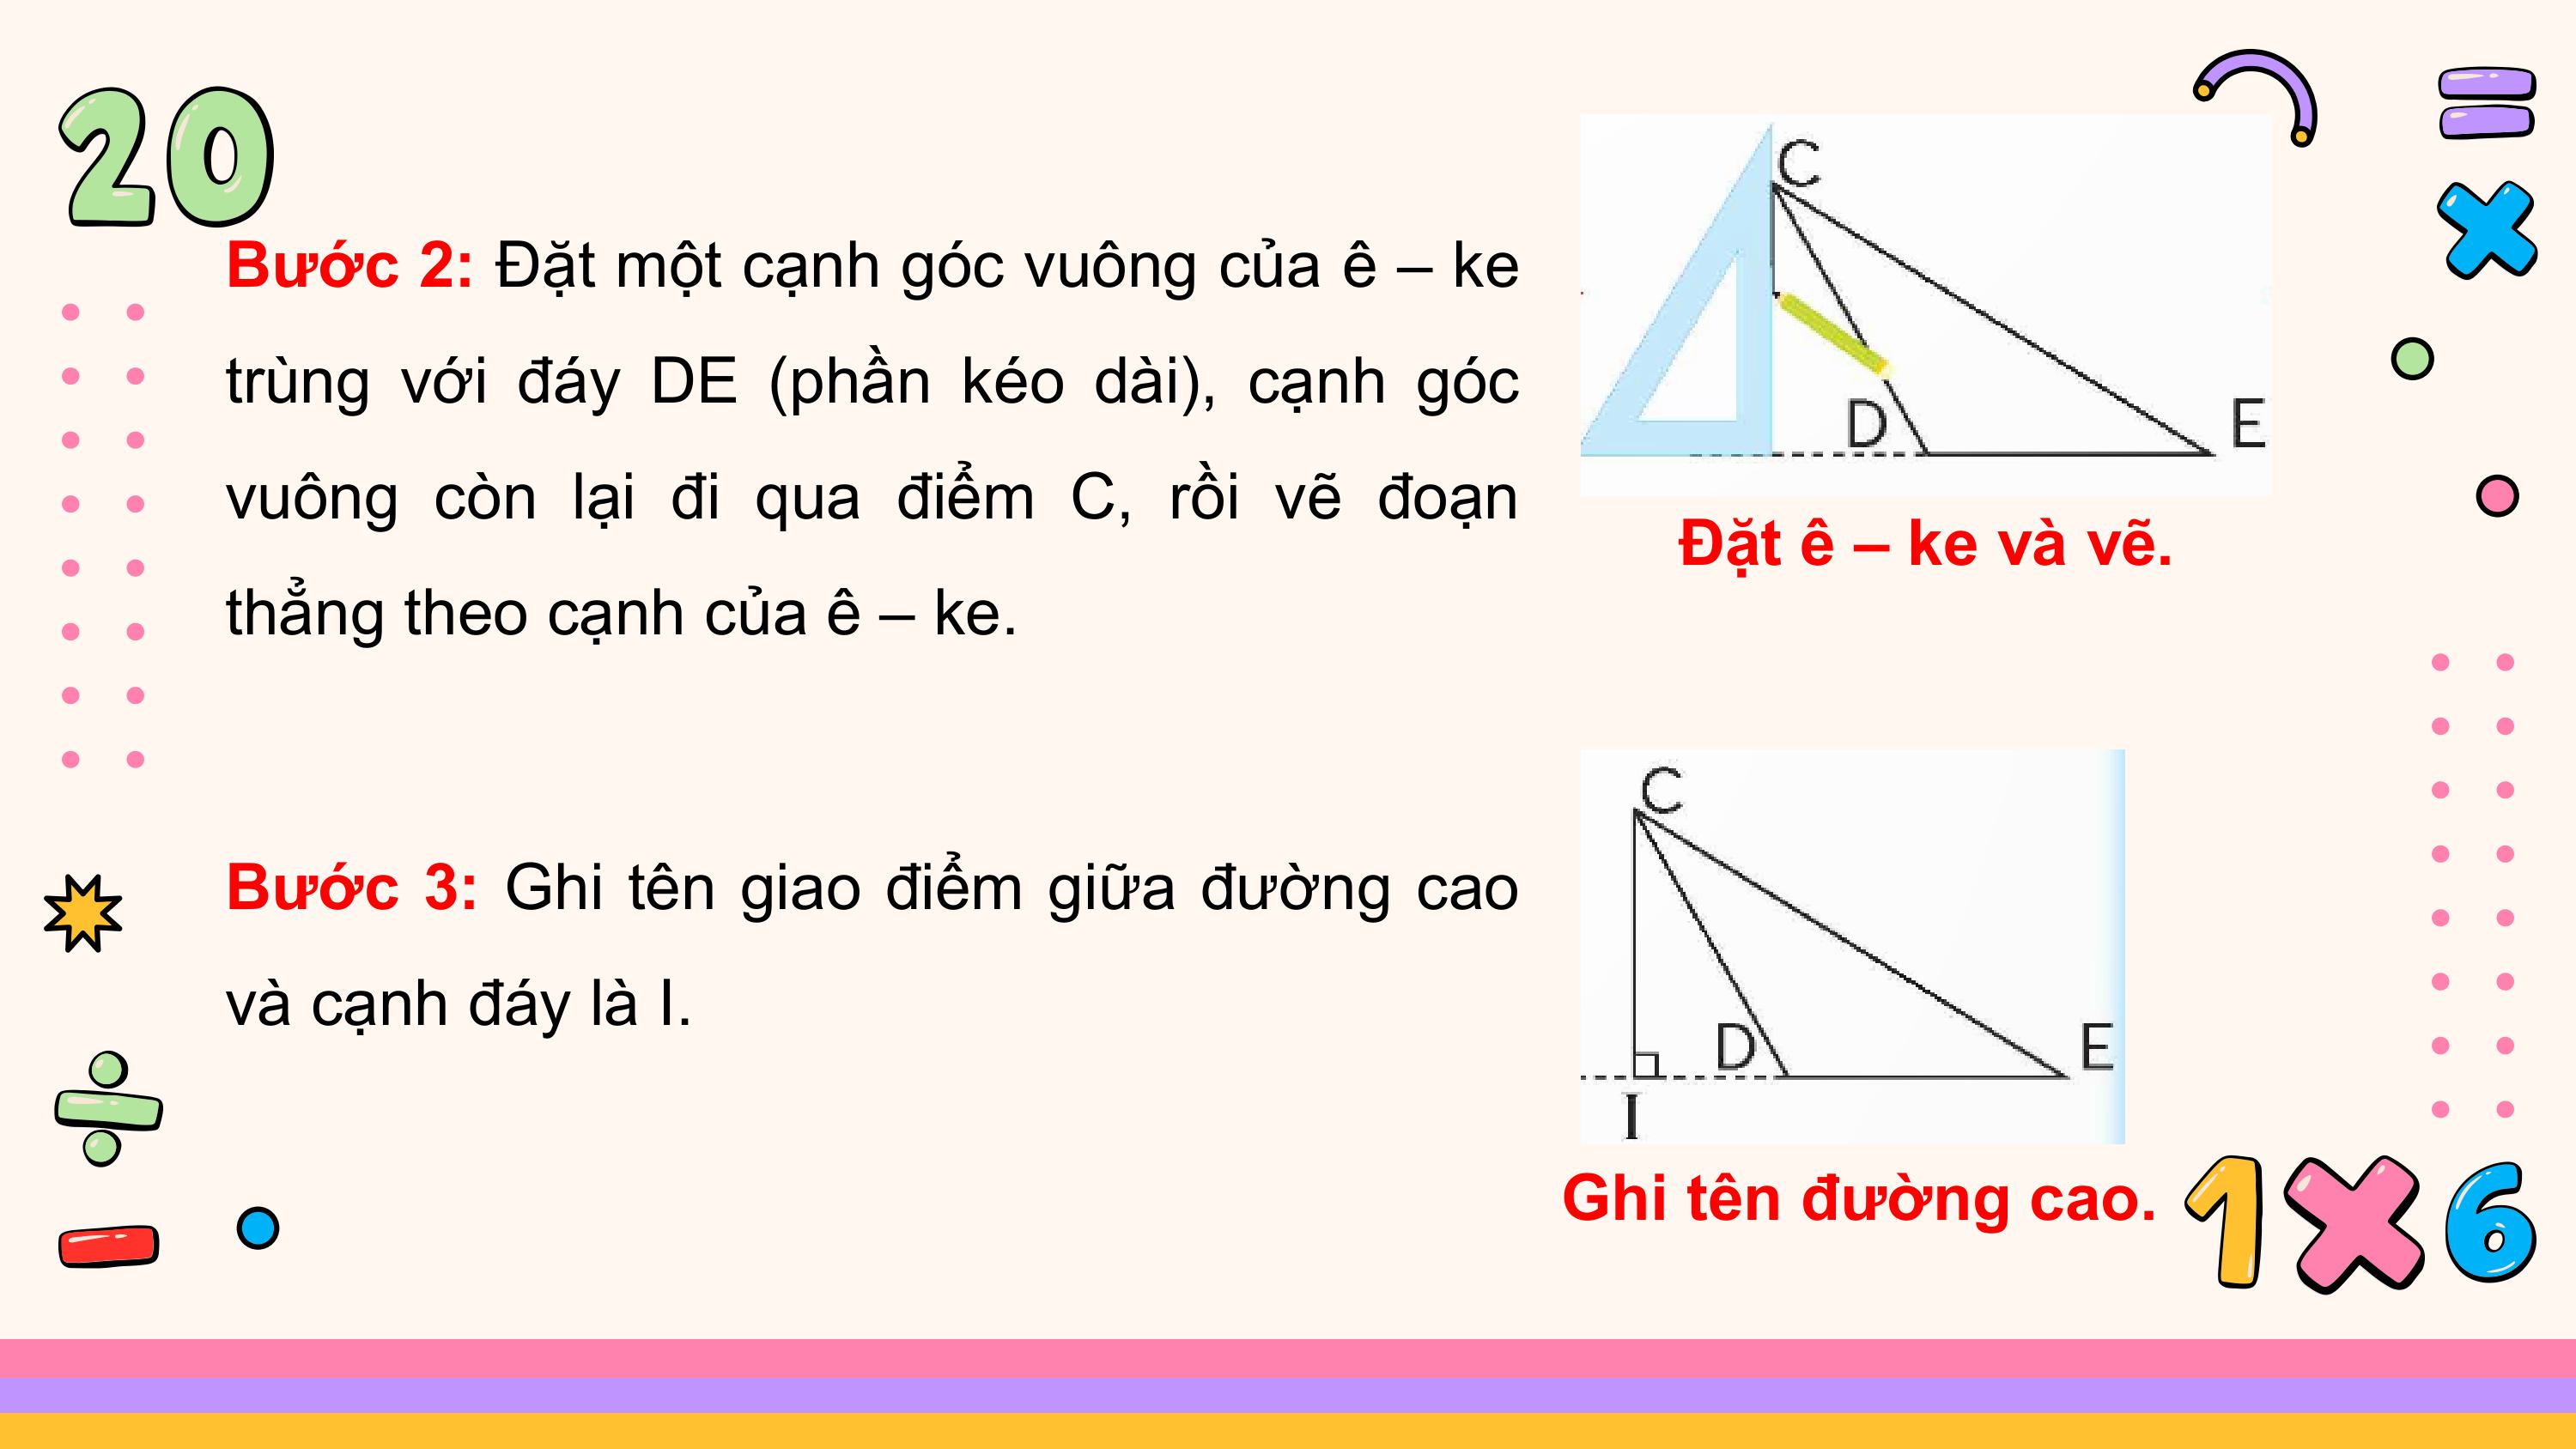 20
Bước 2: Đặt một cạnh góc vuông của ê – ke
trùng với đáy DE (phần kéo dài), cạnh góc
vuông còn lại đi qua điểm C, rồi vẽ đoạn
thẳng theo cạnh của ê – ke.
C
D
E
Đặt ê – ke và vẽ.
Bước 3: Ghi tên giao điểm giữa đường cao
và cạnh đáy là I.
C
D
E
I
Ghi tên đường cao.
1×6